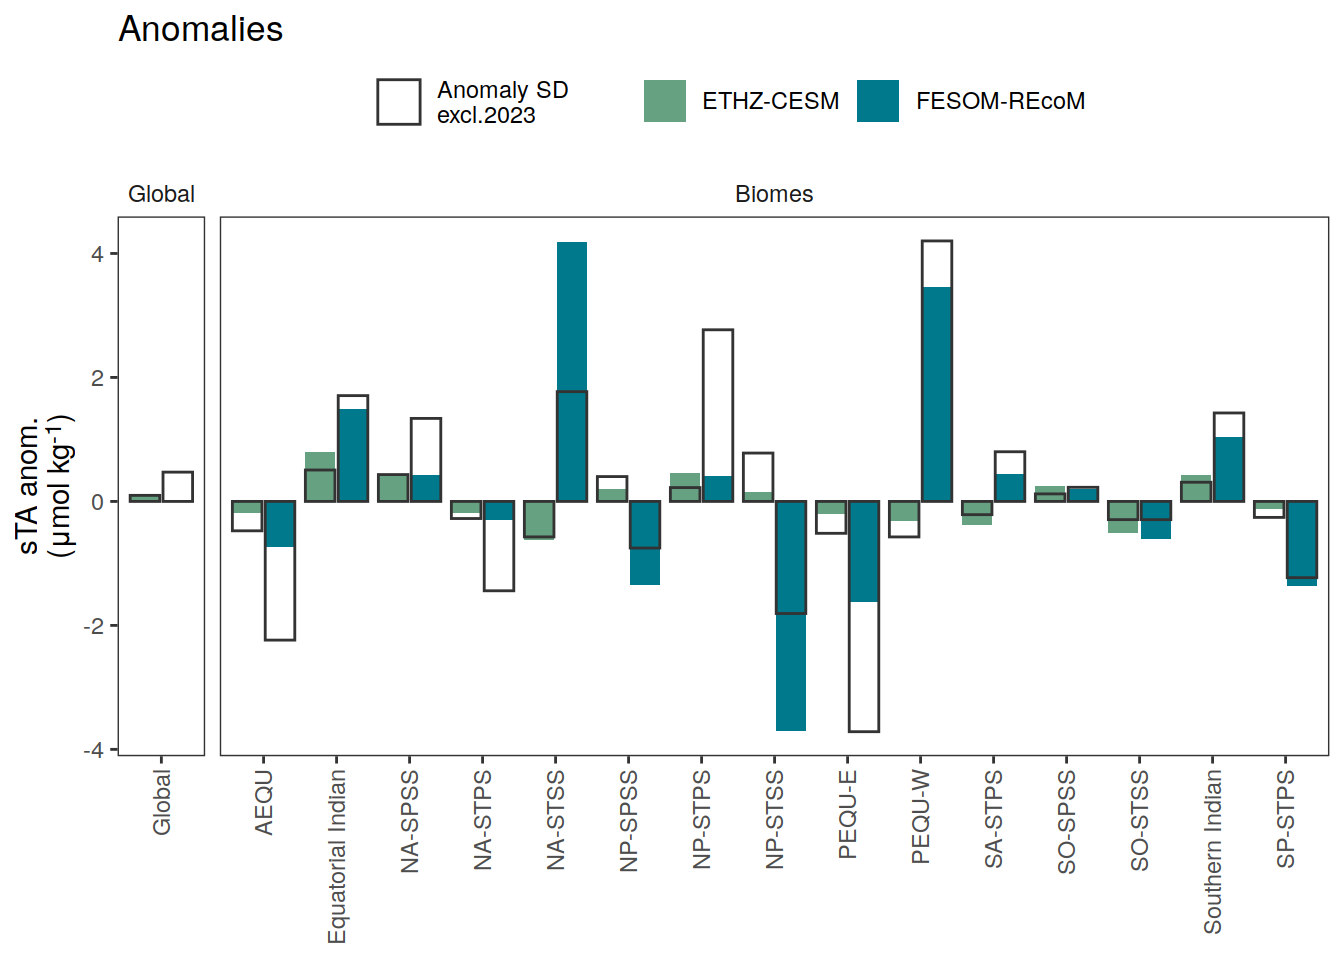 Anomalies
Anomaly SD
excl.2023
ETHZ-CESM
FESOM-REcoM
Global
Biomes
sTA anom.
(μmol kg⁻¹)
4
2
0
-2
-4
Global
AEQU
Equatorial Indian
NA-SPSS
NA-STPS
NA-STSS
NP-SPSS
NP-STPS
NP-STSS
PEQU-E
PEQU-W
SA-STPS
SO-SPSS
SO-STSS
Southern Indian
SP-STPS